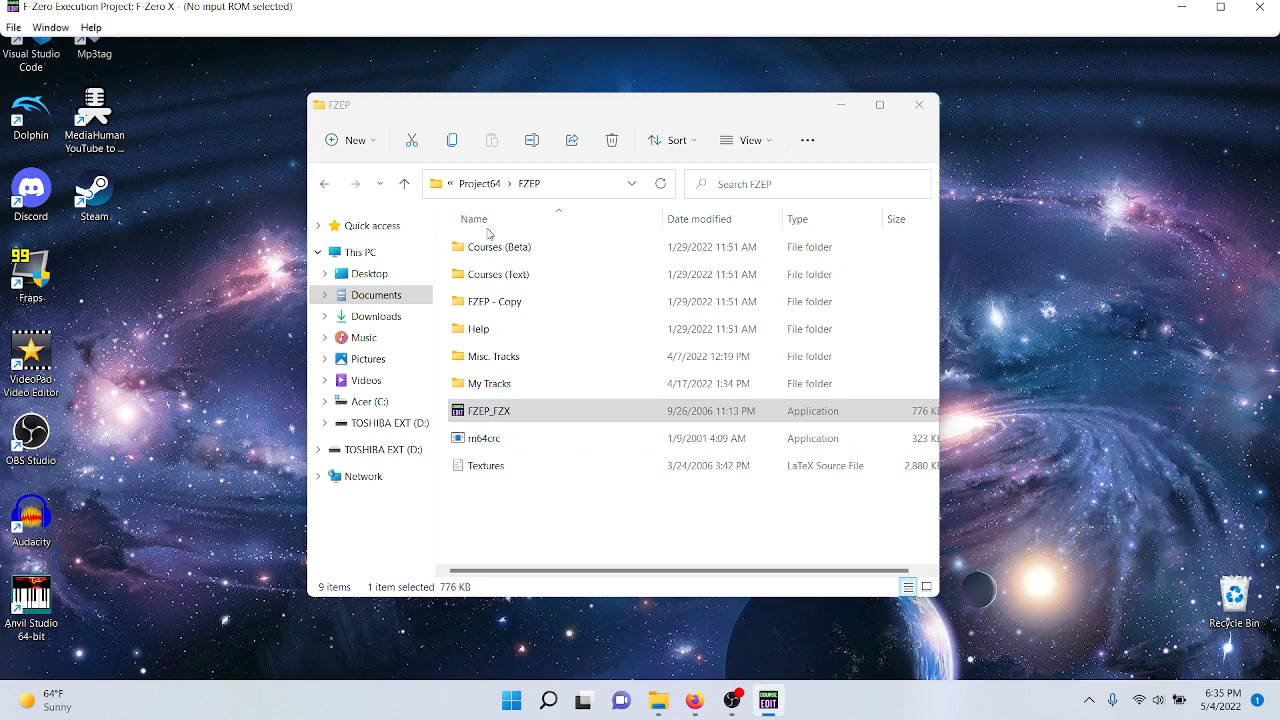 F-Zero Execution Project: F-Zero X - (No input ROM selected)
File Window Help
Visual Studio
Code
Mp3tag
Dolphin
MediaHuman
YouTube to ...
Discord
Steam
99
Fraps
VideoPad
Video Editor
OBS Studio
Audacity
Anvil Studio
64-bit
FZEP
New
Sort
View
« Project64 › FZEP
Search FZEP
Name Date modified Type Size
Quick access
This PC
Desktop
Documents
Downloads
Music
Pictures
Videos
Acer (C:)
TOSHIBA EXT (D:)
TOSHIBA EXT (D:)
Network
Courses (Beta) 1/29/2022 11:51 AM File folder
Courses (Text) 1/29/2022 11:51 AM File folder
FZEP - Copy 1/29/2022 11:51 AM File folder
Help 1/29/2022 11:51 AM File folder
Misc. Tracks 4/7/2022 12:19 PM File folder
My Tracks 4/17/2022 1:34 PM File folder
FZEP_FZX 9/26/2006 11:13 PM Application 776 K
rn64crc 1/9/2001 4:09 AM Application 323 K
Textures 3/24/2006 3:42 PM LaTeX Source File 2,880 K
9 items 1 item selected 776 KB
Recycle Bin
64°F
Sunny
COURSE
EDIT
6:35 PM
5/4/2022
1